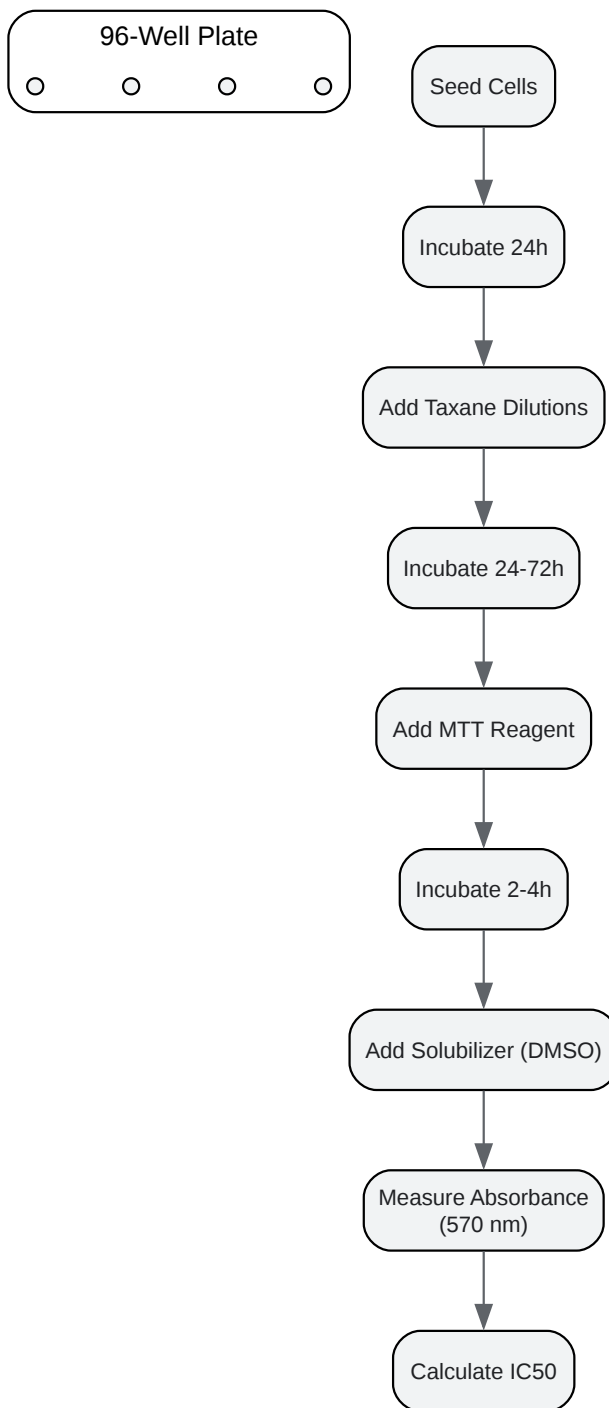 96-Well Plate
Seed Cells
Incubate 24h
Add Taxane Dilutions
Incubate 24-72h
Add MTT Reagent
Incubate 2-4h
Add Solubilizer (DMSO)
Measure Absorbance
(570 nm)
Calculate IC50